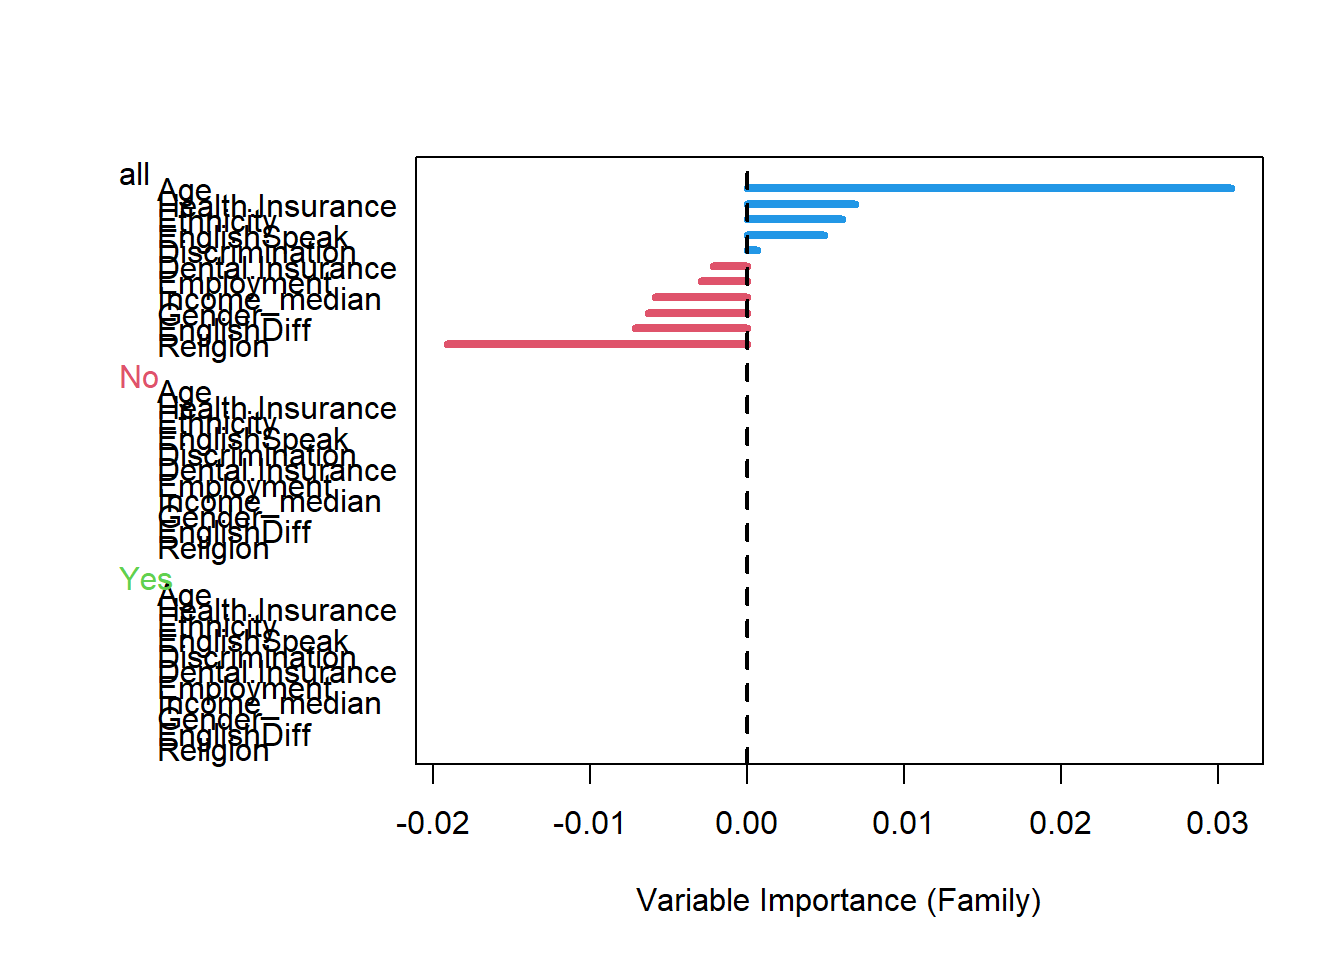 all
Age
Health.Insurance
Ethnicity
EnglishSpeak
Discrimination
Dental.Insurance
Employment
Income_median
Gender
EnglishDiff
Religion
No
Age
Health.Insurance
Ethnicity
EnglishSpeak
Discrimination
Dental.Insurance
Employment
Income_median
Gender
EnglishDiff
Religion
Yes
Age
Health.Insurance
Ethnicity
EnglishSpeak
Discrimination
Dental.Insurance
Employment
Income_median
Gender
EnglishDiff
Religion
-0.02 -0.01 0.00 0.01 0.02 0.03
Variable Importance (Family)